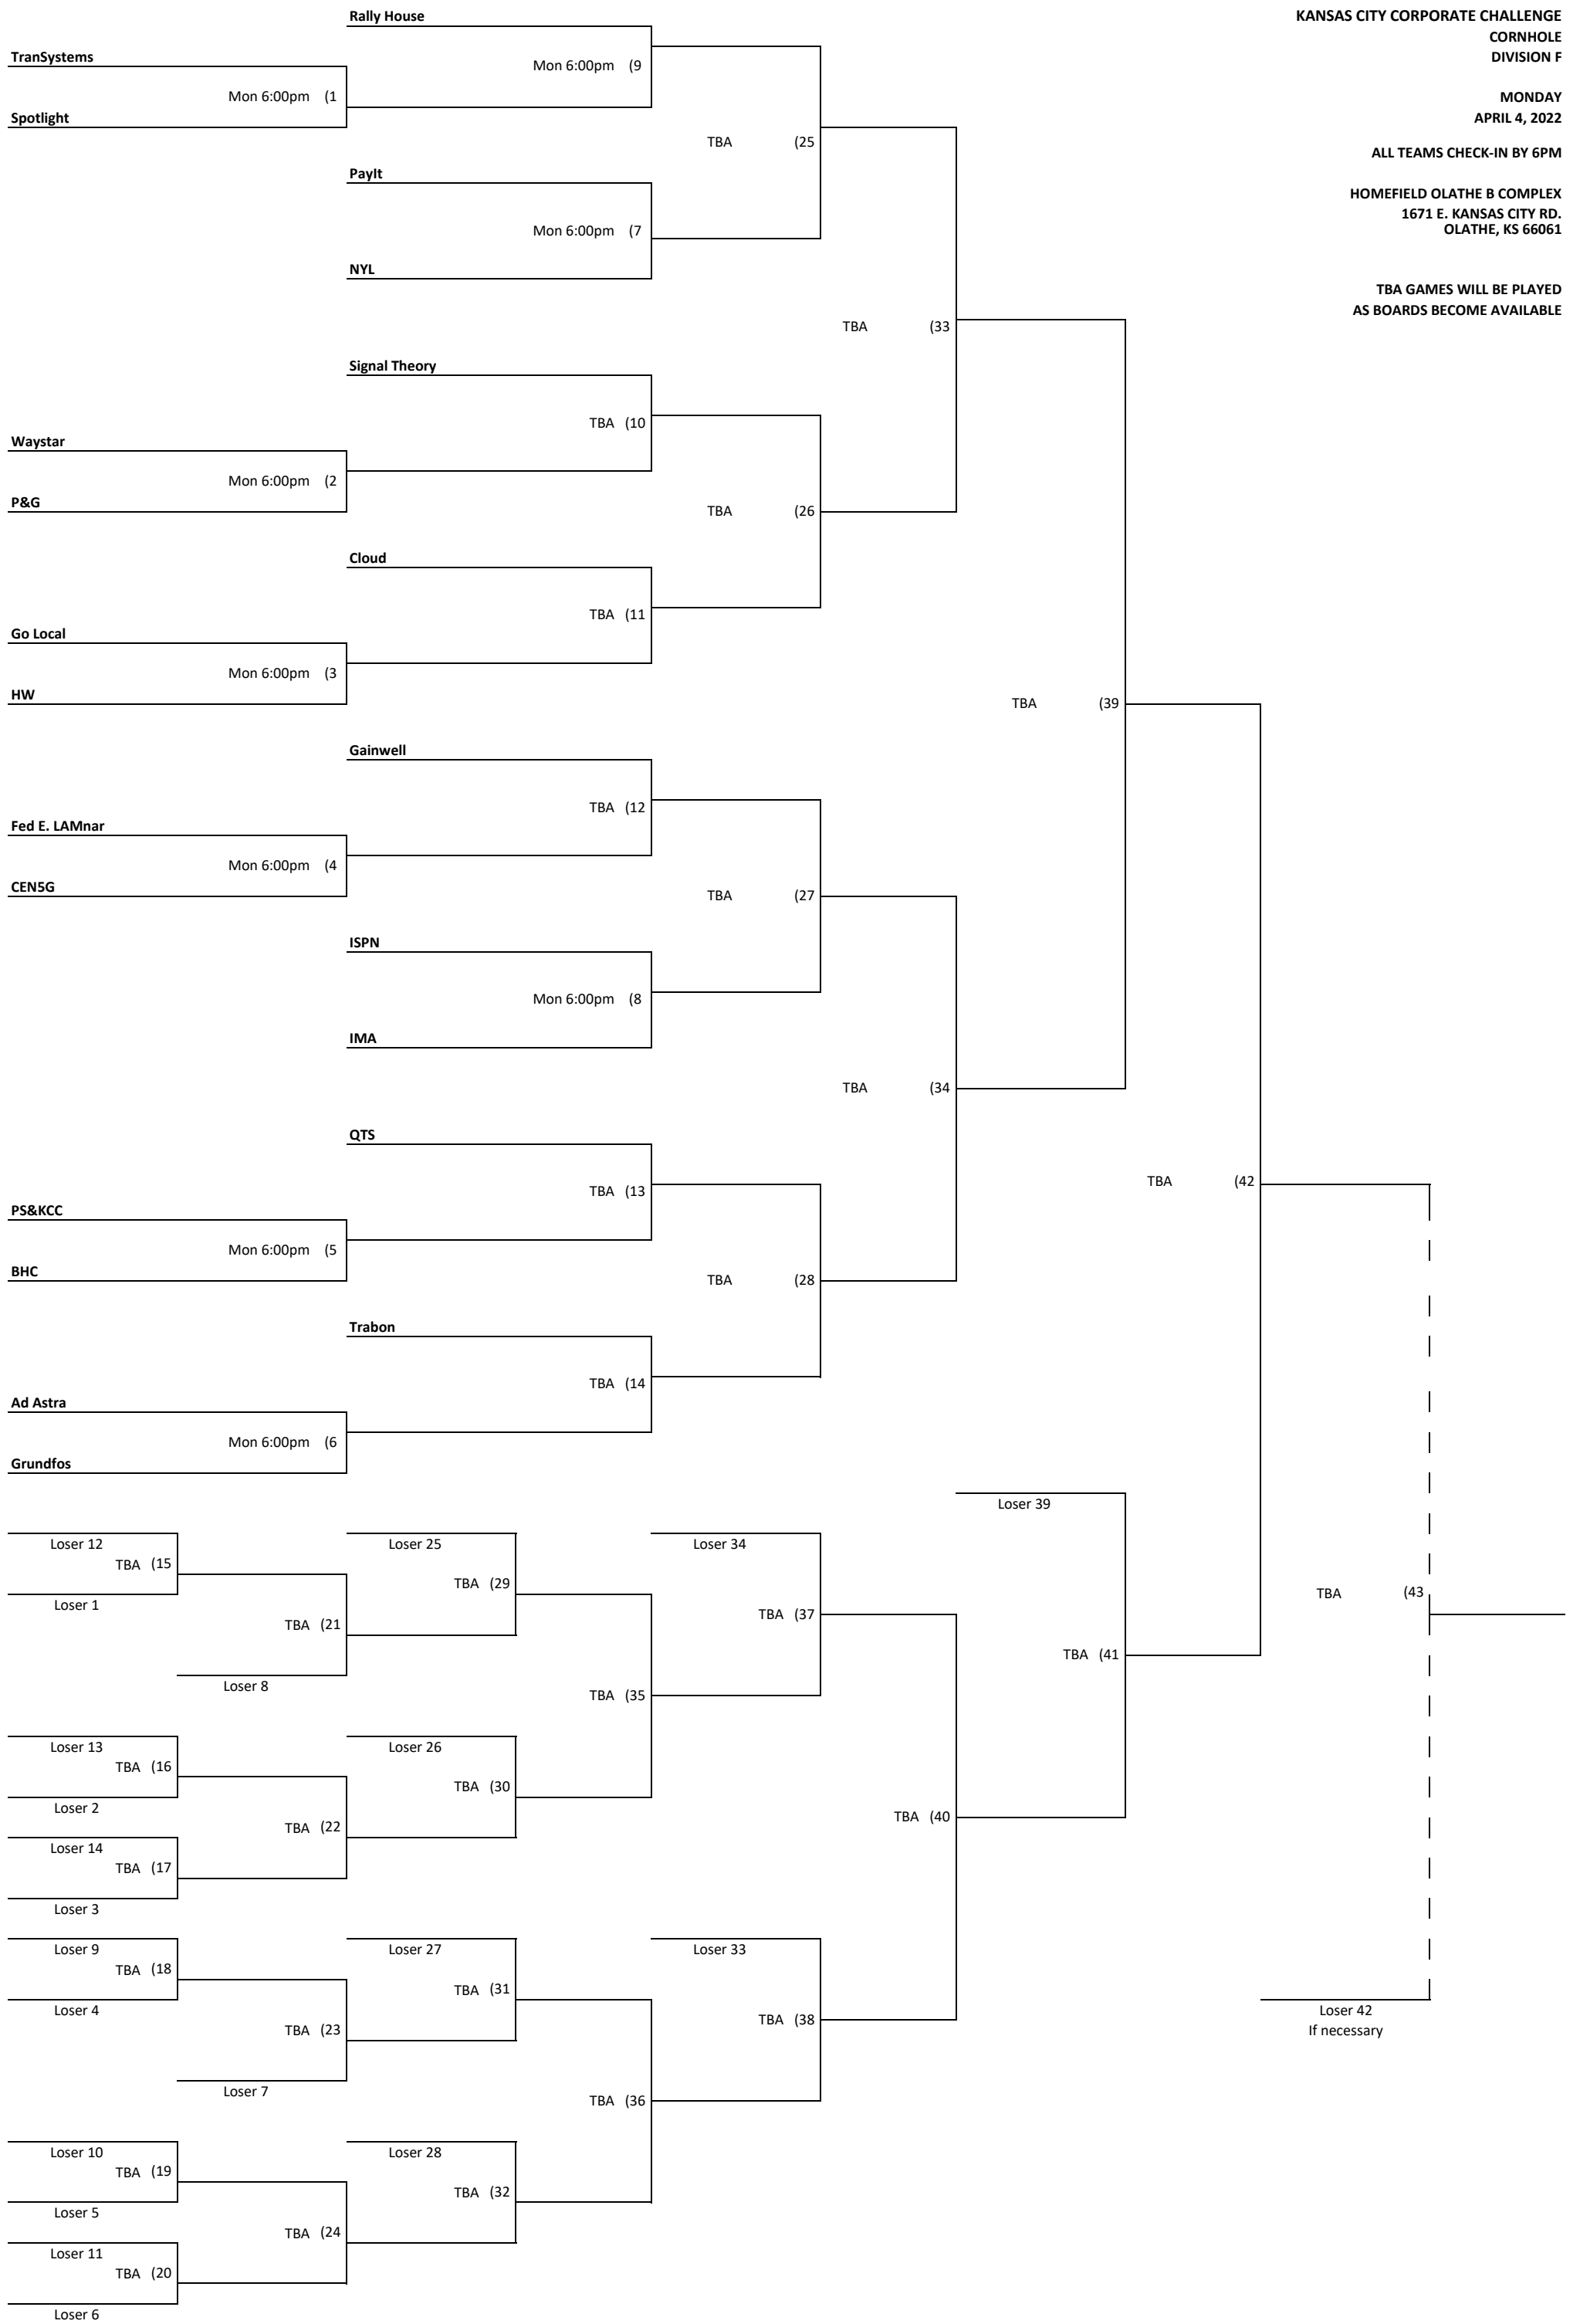 Rally House
KANSAS CITY CORPORATE CHALLENGE
CORNHOLE
TranSystems
DIVISION F
Mon 6:00pm (9
Mon 6:00pm (1
MONDAY
Spotlight
APRIL 4, 2022
TBA (25
ALL TEAMS CHECK-IN BY 6PM
PayIt
HOMEFIELD OLATHE B COMPLEX
1671 E. KANSAS CITY RD.
Mon 6:00pm (7
OLATHE, KS 66061
NYL
TBA GAMES WILL BE PLAYED
AS BOARDS BECOME AVAILABLE
TBA (33
Signal Theory
TBA (10
Waystar
Mon 6:00pm (2
P&G
TBA (26
Cloud
TBA (11
Go Local
Mon 6:00pm (3
HW
TBA (39
Gainwell
TBA (12
Fed E. LAMnar
Mon 6:00pm (4
CEN5G
TBA (27
ISPN
Mon 6:00pm (8
IMA
TBA (34
QTS
TBA (13
TBA (42
PS&KCC
Mon 6:00pm (5
BHC
TBA (28
Trabon
TBA (14
Ad Astra
Mon 6:00pm (6
Grundfos
Loser 39
Loser 12
Loser 25
Loser 34
TBA (15
TBA (29
TBA (43
Loser 1
TBA (37
TBA (21
TBA (41
Loser 8
TBA (35
Loser 13
Loser 26
TBA (16
TBA (30
Loser 2
TBA (40
TBA (22
Loser 14
TBA (17
Loser 3
Loser 9
Loser 27
Loser 33
TBA (18
TBA (31
Loser 4
Loser 42
TBA (38
TBA (23
If necessary
Loser 7
TBA (36
Loser 10
Loser 28
TBA (19
TBA (32
Loser 5
TBA (24
Loser 11
TBA (20
Loser 6